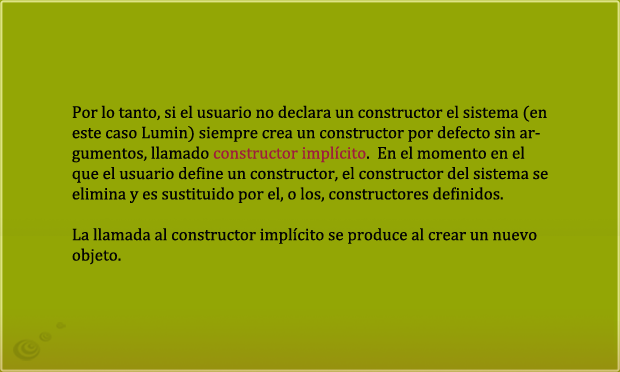 Por lo tanto, si el usuario no declara un constructor el sistema (en
este caso Lumin) siempre crea un constructor por defecto sin ar-
gumentos, llamado constructor implícito.  En el momento en el
que el usuario define un constructor, el constructor del sistema se
elimina y es sustituido por el, o los, constructores definidos.
La llamada al constructor implícito se produce al crear un nuevo
objeto.